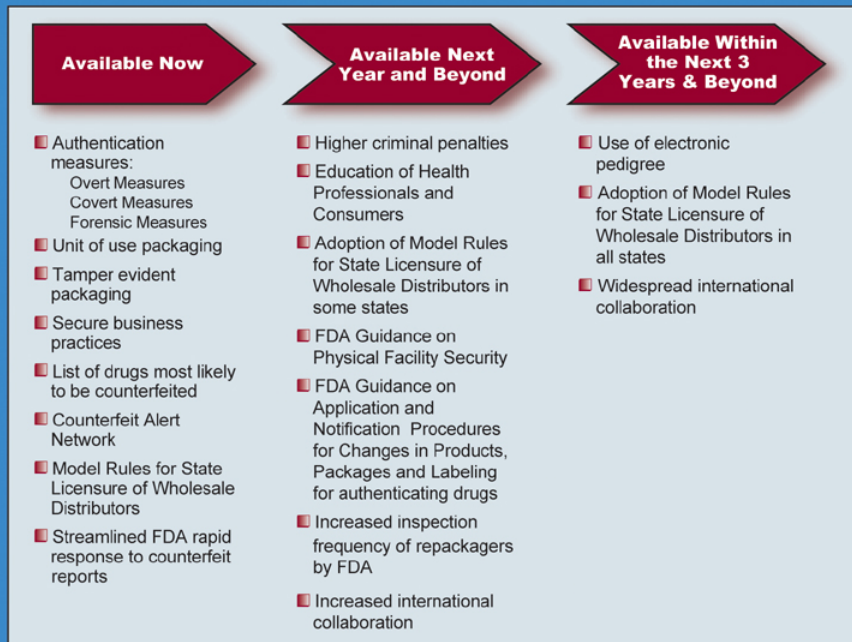 Available Now
Authentication
measures:
Overt Measures
Covert Measures
Forensic Measures
Unit of use packaging
Tamper evident
packaging
Secure business
practices
List of drugs most likely
to be counterfeited
Counterfeit Alert
Network
Model Rules for State
Licensure of Wholesale
Distributors
Streamlined FDA rapid
response to counterfeit
reports
Available Next
Year and Beyond
Higher criminal penalties
Education of Health
Professionals and
Consumers
Adoption of Model Rules
for State Licensure of
Wholesale Distributors in
some states
FDA Guidance on
Physical Facility Security
FDA Guidance on
Application and
Notification Procedures
for Changes in Products,
Packages and Labeling
for authenticating drugs
Increased inspection
frequency of repackagers
by FDA
Increased international
collaboration
Available Within
the Next 3
Years & Beyond
Use of electronic
pedigree
Adoption of Model Rules
for State Licensure of
Wholesale Distributors in
all states
Widespread international
collaboration